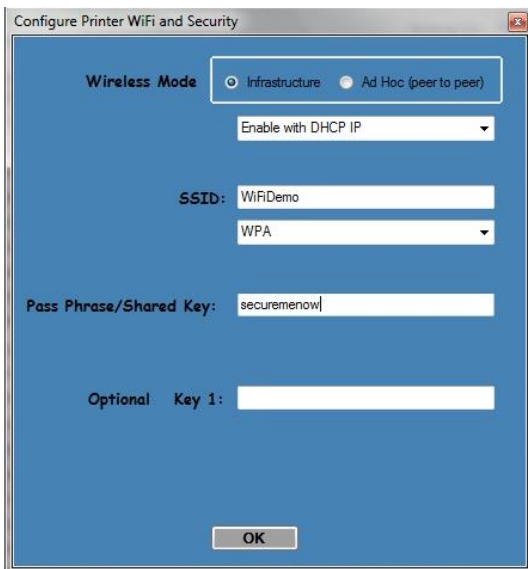 Configure Printer WiFi and Security
Wireless Mode Infrastructure Ad Hoc (peer to peer)
Enable with DHCP IP
SSID: WiFiDemo
WPA
Pass Phrase/Shared Key: securemenow
Optional Key 1:
OK